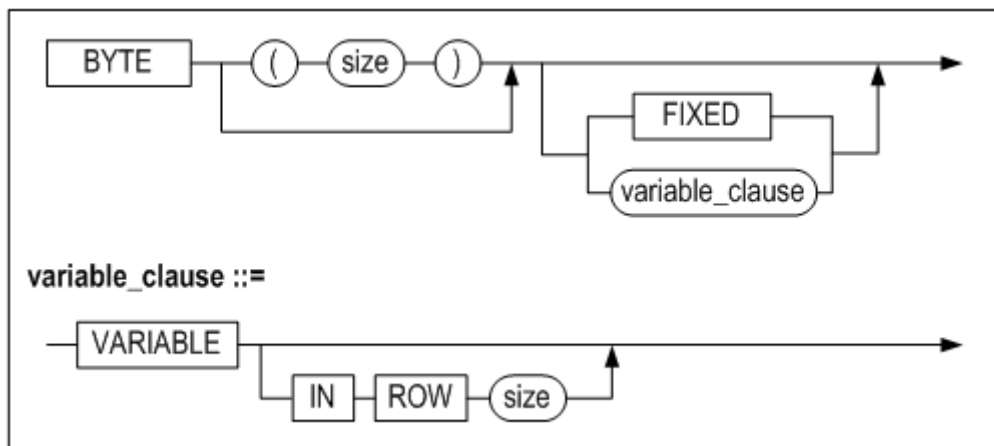 BYTE ( size )
FIXED
variable_clause
variable_clause ::=
VARIABLE
IN ROW size